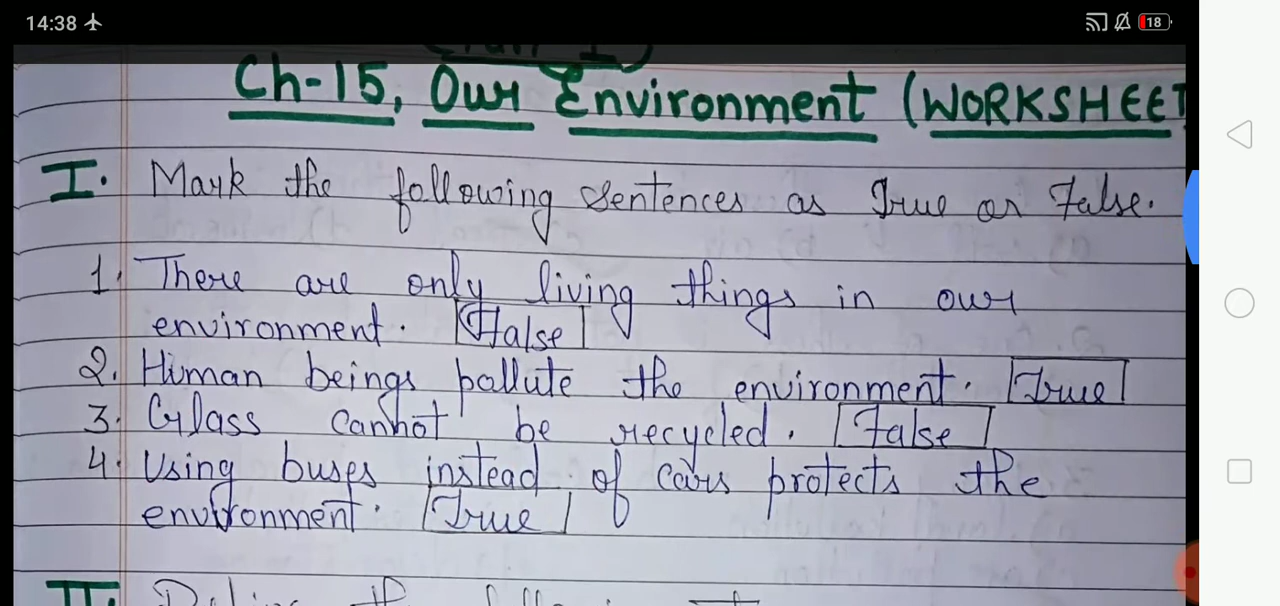 14:38
18
Ch-15, Our Environment (WORKSHEET
I. Mark the following sentences as True or False.
1. There are only living things in our
environment. False
2. Human beings pollute the environment. True
3. Glass cannot be recycled. False
4. Using buses instead of cars protects the
environment. True
II.